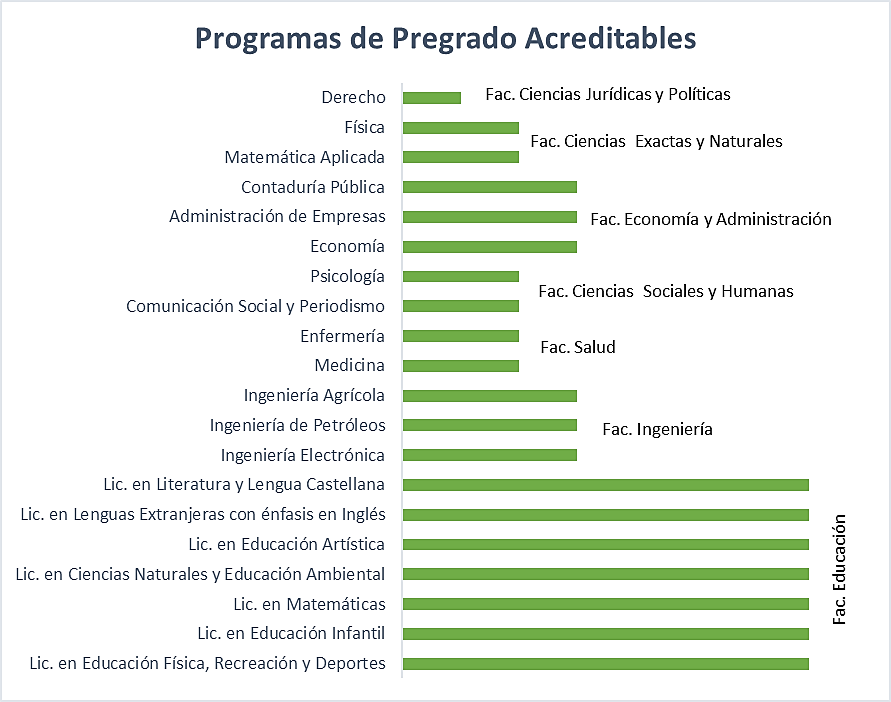 Programas de Pregrado Acreditables
Derecho
Fac. Ciencias Jurídicas y Políticas
Física
Fac. Ciencias Exactas y Naturales
Matemática Aplicada
Contaduría Pública
Administración de Empresas
Fac. Economía y Administración
Economía
Psicología
Fac. Ciencias Sociales y Humanas
Comunicación Social y Periodismo
Enfermería
Fac. Salud
Medicina
Ingeniería Agrícola
Ingeniería de Petróleos
Fac. Ingeniería
Ingeniería Electrónica
Lic. en Literatura y Lengua Castellana
Lic. en Lenguas Extranjeras con énfasis en Inglés
Lic. en Educación Artística
Lic. en Ciencias Naturales y Educación Ambiental
Lic. en Matemáticas
Lic. en Educación Infantil
Lic. en Educación Física, Recreación y Deportes
Fac. Educación